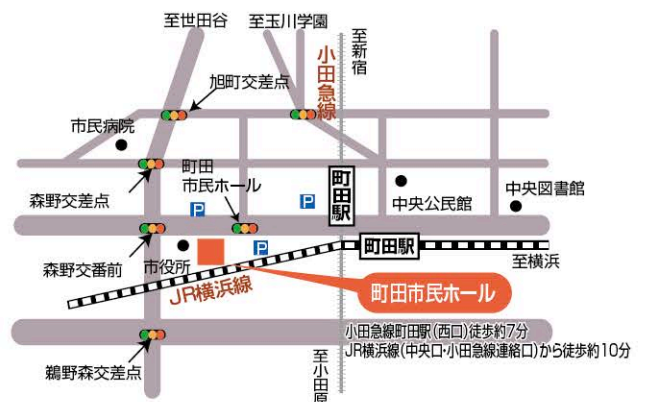 至世田谷
至玉川学園
至新宿
小田急線
旭町交差点
市民病院
町田
市民ホール
森野交差点
P
P
町田駅
中央公民館
中央図書館
森野交番前
市役所
P
町田駅
至横浜
JR横浜線
町田市民ホール
小田急線町田駅(西口)徒歩約7分
JR横浜線(中央口・小田急線連絡口)から徒歩約10分
鵜野森交差点
至小田原